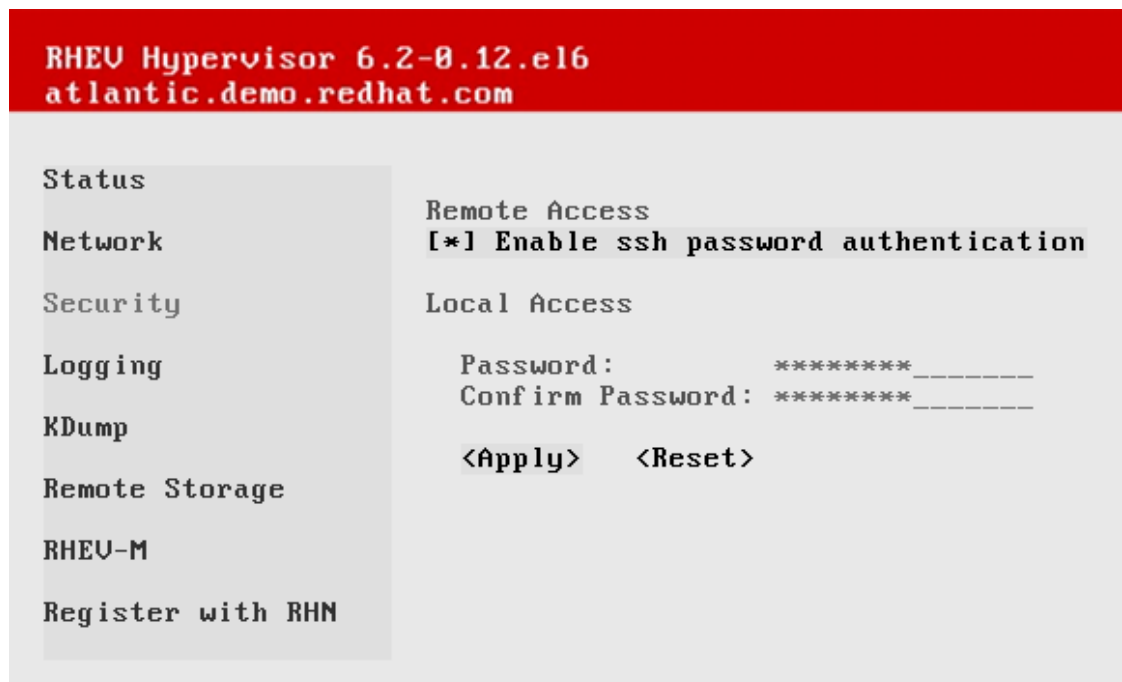 RHEV Hypervisor 6.2-0.12.el6
atlantic.demo.redhat.com
Status
Network
Security
Logging
KDump
Remote Storage
RHEV-M
Register with RHN
Remote Access
[*] Enable ssh password authentication
Local Access
Password: ********_______
Confirm Password: ********_______
<Apply> <Reset>